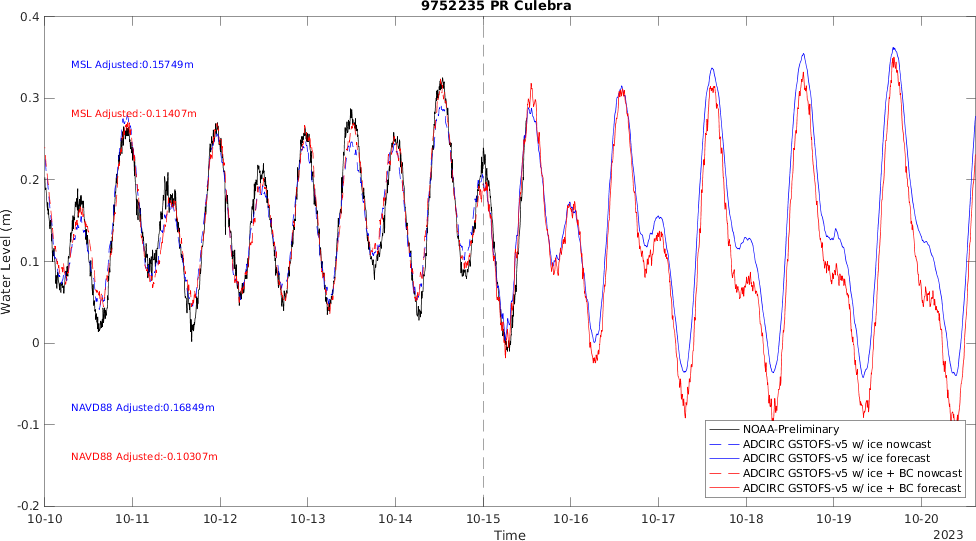 9752235 PR Culebra
0.4
0.3
0.2
0.1
0
-0.1
-0.2
Water Level (m)
MSL Adjusted:0.15749m
MSL Adjusted:-0.11407m
NAVD88 Adjusted:0.16849m
NAVD88 Adjusted:-0.10307m
NOAA-Preliminary
ADCIRC GSTOFS-v5 w/ ice nowcast
ADCIRC GSTOFS-v5 w/ ice forecast
ADCIRC GSTOFS-v5 w/ ice + BC nowcast
ADCIRC GSTOFS-v5 w/ ice + BC forecast
10-10 10-11 10-12 10-13 10-14 10-15 10-16 10-17 10-18 10-19 10-20
Time
2023